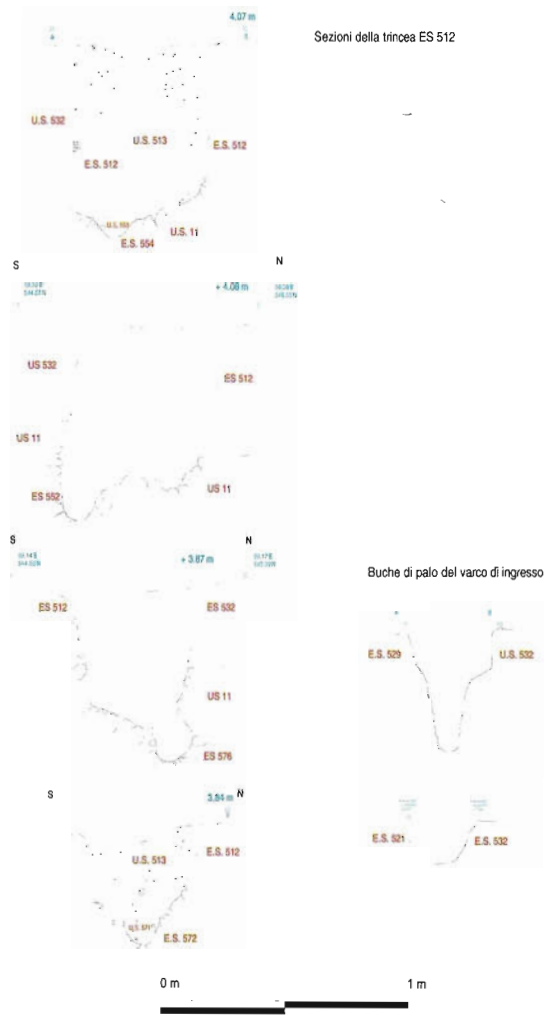 4,07 m
Sezioni della trincea ES 512
A
U.S. 532
U.S. 513
E.S. 512
E.S. 512
U.S. 11
E.S. 554
S
N
+ 4.08 m
US 532
ES 512
US 11
US 11
ES 552
S
N
+ 3.87 m
Buche di palo del varco di ingresso
ES 512
ES 532
E.S. 529
U.S. 532
US 11
ES 576
S
3,84 m
N
E.S. 521
E.S. 532
U.S. 513
E.S. 512
E.S. 572
0 m
1 m